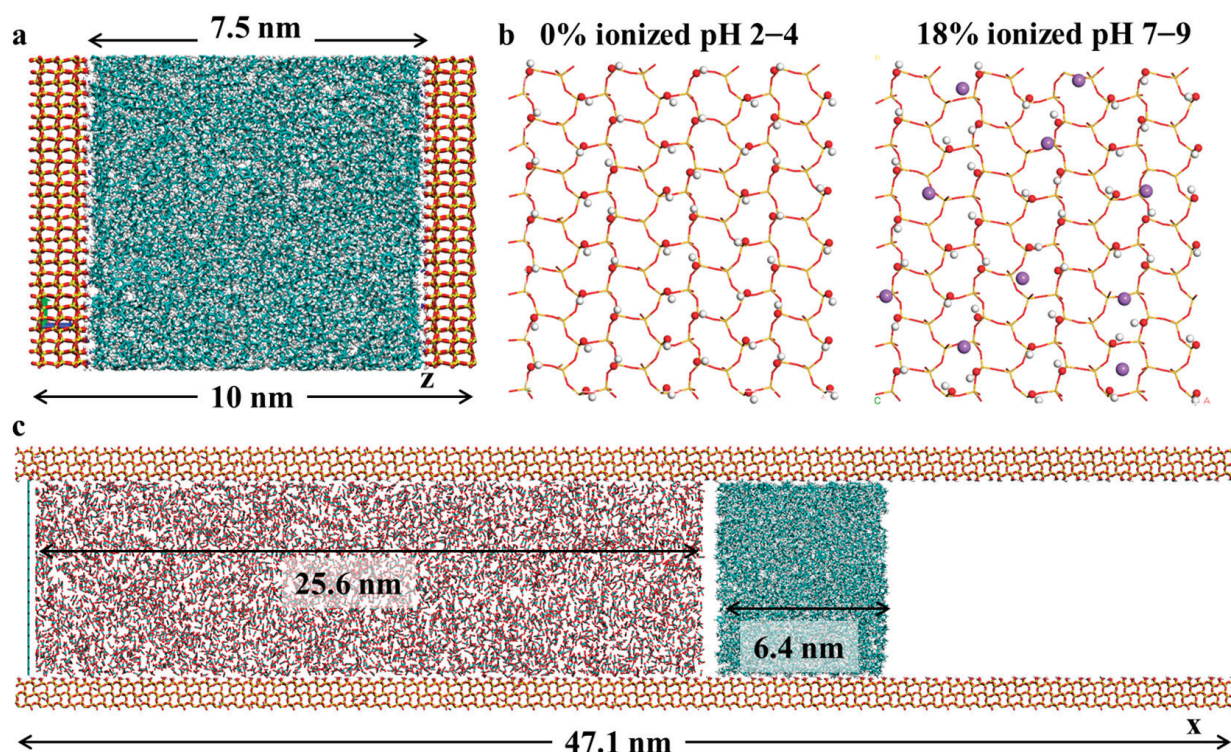 a
7.5 nm
10 nm
z
b
0% ionized pH 2–4
18% ionized pH 7–9
C
A
c
25.6 nm
6.4 nm
47.1 nm
x